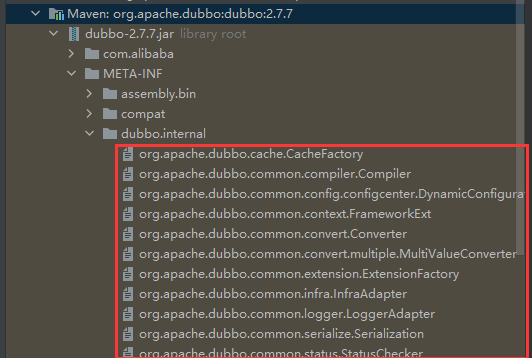 Maven: org.apache.dubbo:dubbo:2.7.7
dubbo-2.7.7.jar library root
com.alibaba
META-INF
assembly.bin
compat
dubbo.internal
org.apache.dubbo.cache.CacheFactory
org.apache.dubbo.common.compiler.Compiler
org.apache.dubbo.common.config.configcenter.DynamicConfigura
org.apache.dubbo.common.context.FrameworkExt
org.apache.dubbo.common.convert.Converter
org.apache.dubbo.common.convert.multiple.MultiValueConverter
org.apache.dubbo.common.extension.ExtensionFactory
org.apache.dubbo.common.infra.InfraAdapter
org.apache.dubbo.common.logger.LoggerAdapter
org.apache.dubbo.common.serialize.Serialization
org.apache.dubbo.common.status.StatusChecker